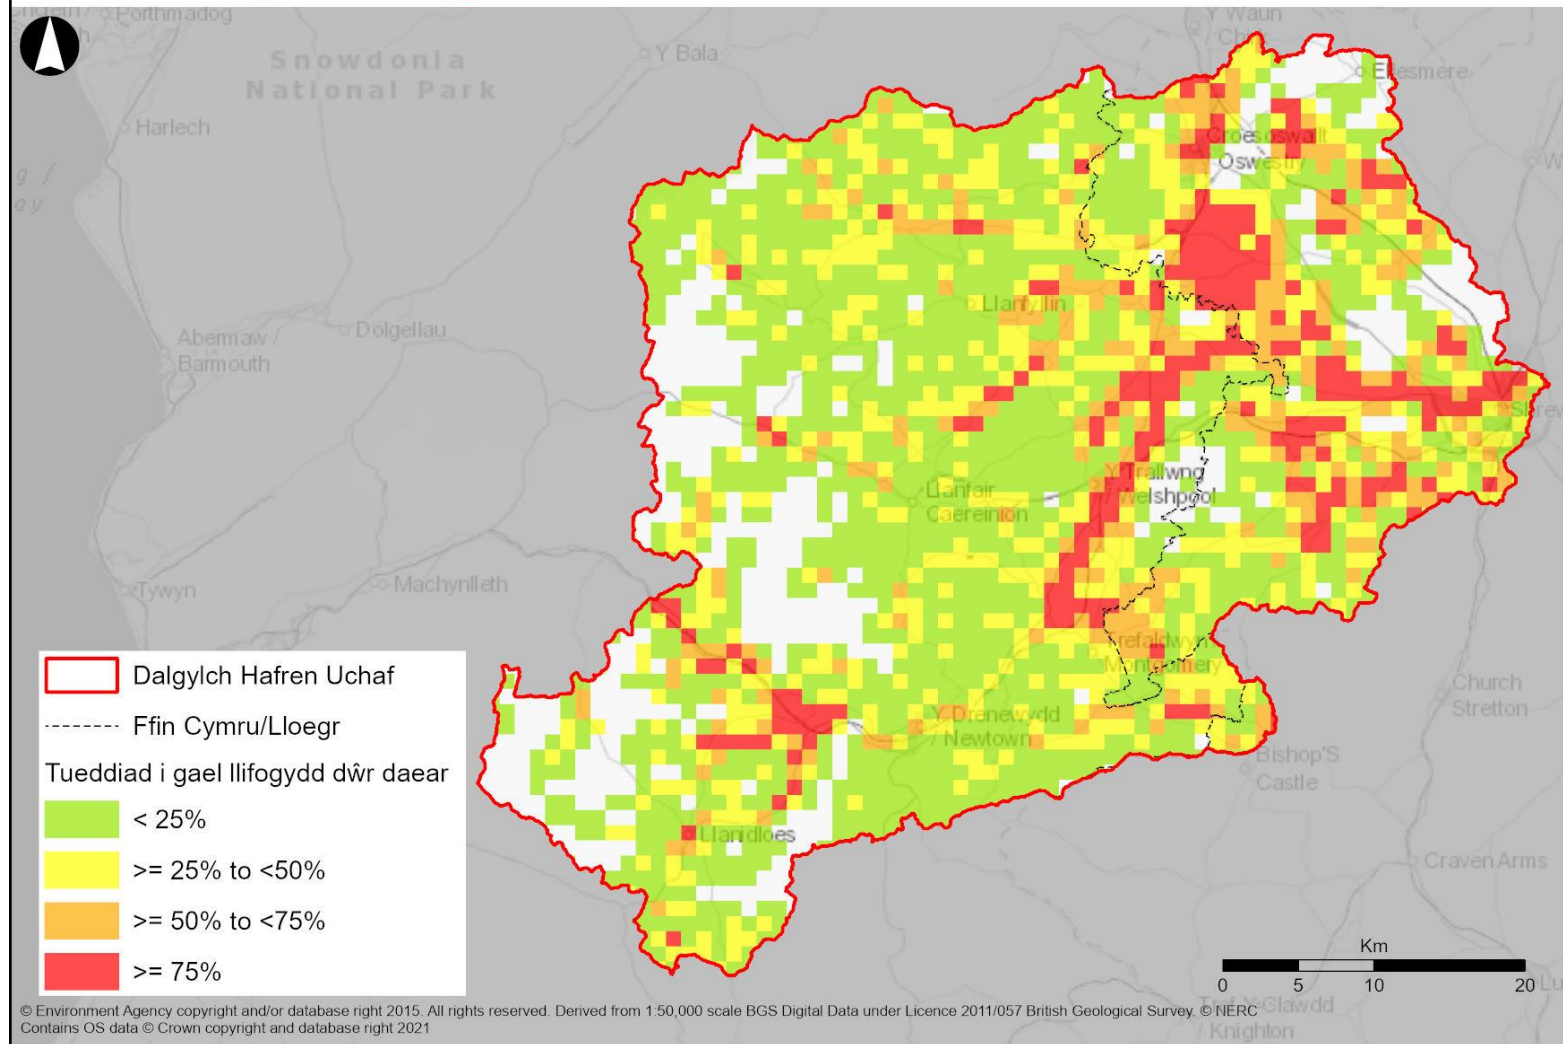 Porthmadog
Y Waun
Snowdonia
National Park
Y Bala
Ellesmere
Harlech
Croesoswallt
Oswestry
Llanfyllin
Abermaw /
Barmouth
Dolgellau
Y Trallwng
/ Welshpool
Llanfair
Caereinion
Tywyn
Machynlleth
Trefaldwyn
Montgomery
Church
Stretton
Y Drenewydd
/ Newtown
Bishop'S
Castle
Llanidloes
Craven Arms
Dalgylch Hafren Uchaf
Ffin Cymru/Lloegr
Tueddiad i gael llifogydd dŵr daear
< 25%
>= 25% to <50%
>= 50% to <75%
>= 75%
Km
0 5 10 20
Tref-Y-Clawdd
/ Knighton
© Environment Agency copyright and/or database right 2015. All rights reserved. Derived from 1:50,000 scale BGS Digital Data under Licence 2011/057 British Geological Survey. © NERC
Contains OS data © Crown copyright and database right 2021